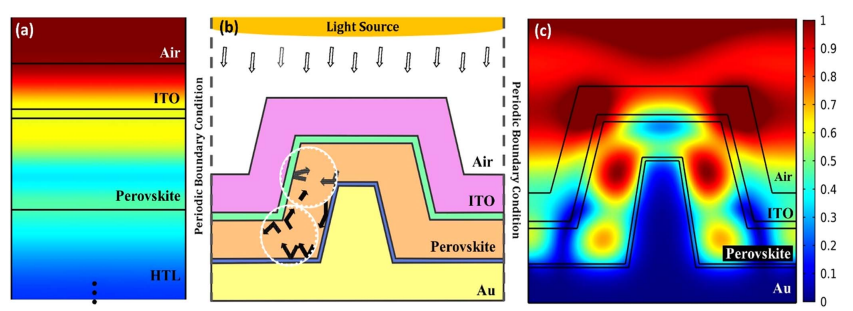 (a)
Air
ITO
Perovskite
HTL
(b)
Light Source
Periodic Boundary Condition
Air
ITO
Perovskite
Au
Periodic Boundary Condition
(c)
Air
ITO
Perovskite
Au
1
0.9
0.8
0.7
0.6
0.5
0.4
0.3
0.2
0.1
0